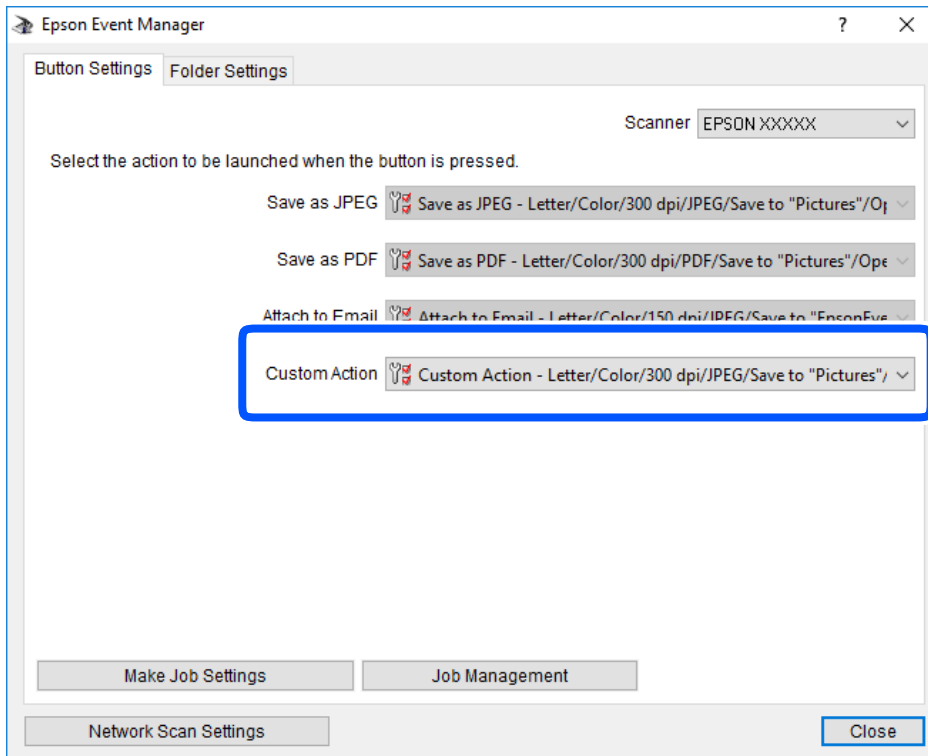 Epson Event Manager
Button Settings Folder Settings
Scanner EPSON XXXXX
Select the action to be launched when the button is pressed.
Save as JPEG Save as JPEG - Letter/Color/300 dpi/JPEG/Save to "Pictures"/Op
Save as PDF Save as PDF - Letter/Color/300 dpi/PDF/Save to "Pictures"/Ope
Attach to Email Attach to Email - Letter/Color/150 dpi/JPEG/Save to "EpsonEve
Custom Action Custom Action - Letter/Color/300 dpi/JPEG/Save to "Pictures"/
Make Job Settings Job Management
Network Scan Settings Close